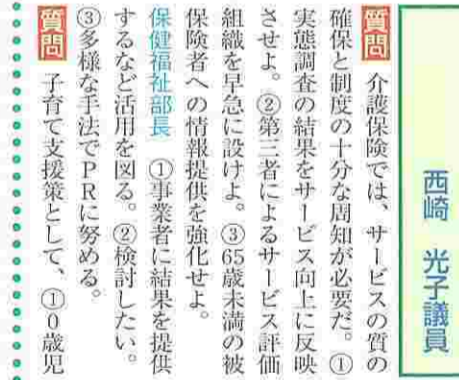 西崎 光子議員
質問 介護保険では、サービスの質の
確保と制度の十分な周知が必要だ。①
実態調査の結果をサービス向上に反映
させよ。②第三者によるサービス評価
組織を早急に設けよ。③65歳未満の被
保険者への情報提供を強化せよ。
保健福祉部長 ①事業者に結果を提供
するなど活用を図る。②検討したい。
③多様な手法でPRに努める。
質問 子育て支援策として、①0歳児